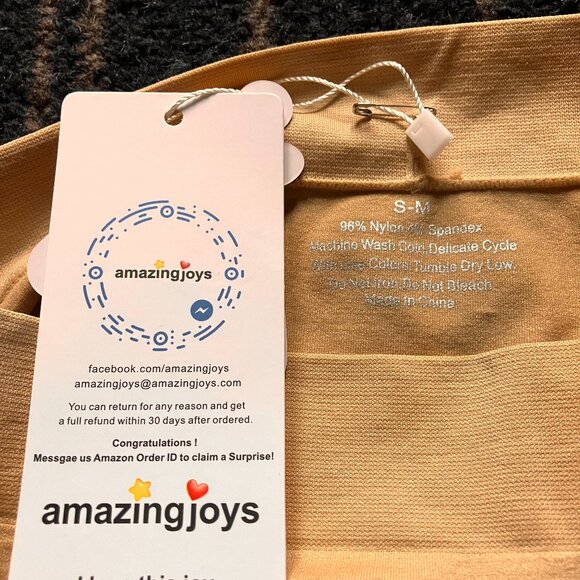 amazingjoys
facebook.com/amazingjoys
amazingjoys@amazingjoys.com
You can return for any reason and get
a full refund within 30 days after ordered.
Congratulations !
Messgae us Amazon Order ID to claim a Surprise!
amazingjoys
S-M
96% Nylon 4% Spandex
Machine Wash Coin Delicate Cycle
Colors.Tumble Dry Low.
Do Not Iron.Do Not Bleach.
Made In China.